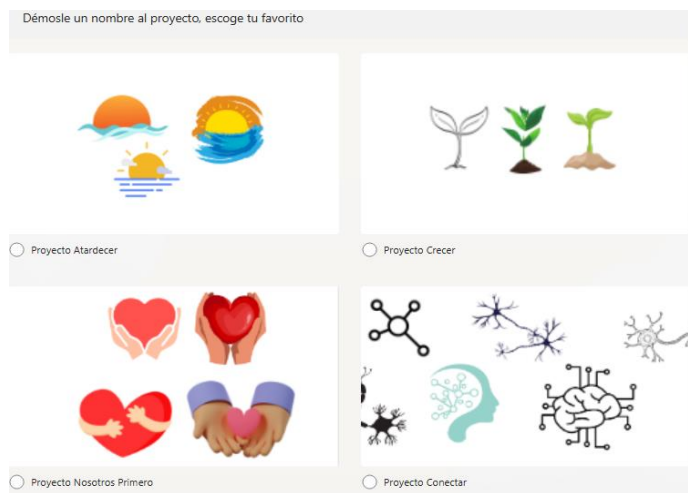 Démosle un nombre al proyecto, escoge tu favorito
Proyecto Atardecer
Proyecto Crecer
Proyecto Nosotros Primero
Proyecto Conectar